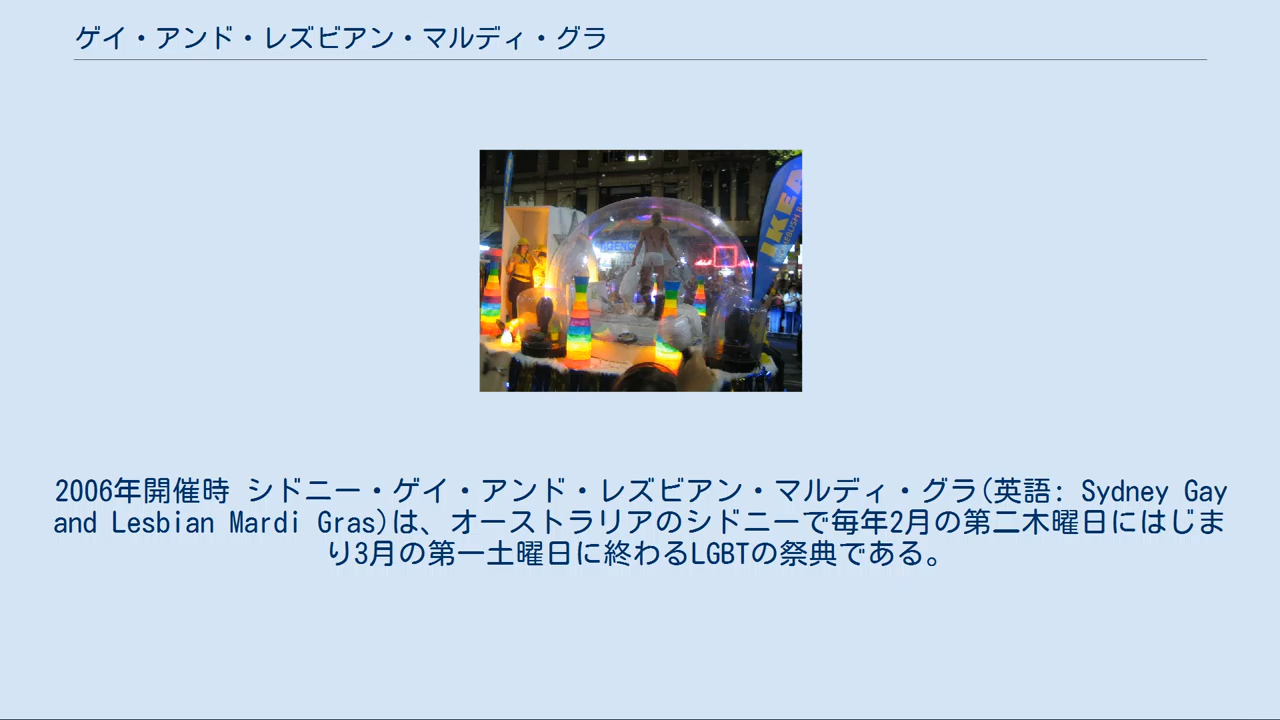 ゲイ・アンド・レズビアン・マルディ・グラ
IKEA
2006年開催時 シドニー・ゲイ・アンド・レズビアン・マルディ・グラ(英語: Sydney Gay
and Lesbian Mardi Gras)は、オーストラリアのシドニーで毎年2月の第二木曜日にはじま
り3月の第一土曜日に終わるLGBTの祭典である。